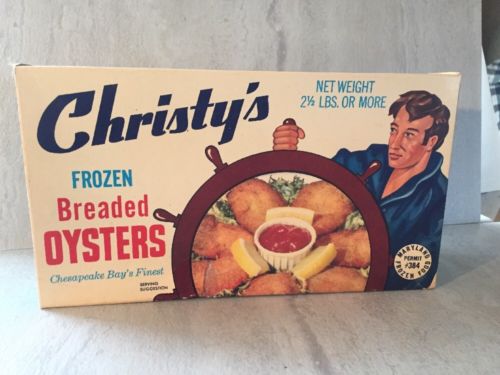 Christy's
NET WEIGHT
2½ LBS. OR MORE
FROZEN
Breaded
OYSTERS
Chesapeake Bay's Finest
SERVING
SUGGESTION
MARYLAND
PERMIT
#384
FROZEN FOOD